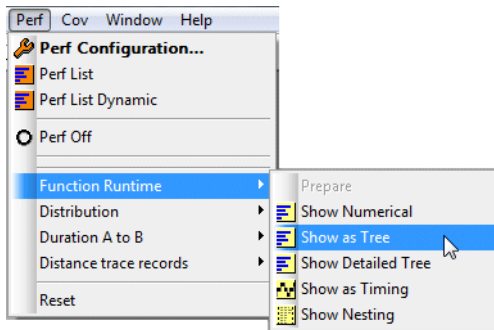 Perf Cov Window Help
Perf Configuration...
Perf List
Perf List Dynamic
Perf Off
Function Runtime
Distribution
Duration A to B
Distance trace records
Reset
Prepare
Show Numerical
Show as Tree
Show Detailed Tree
Show as Timing
Show Nesting